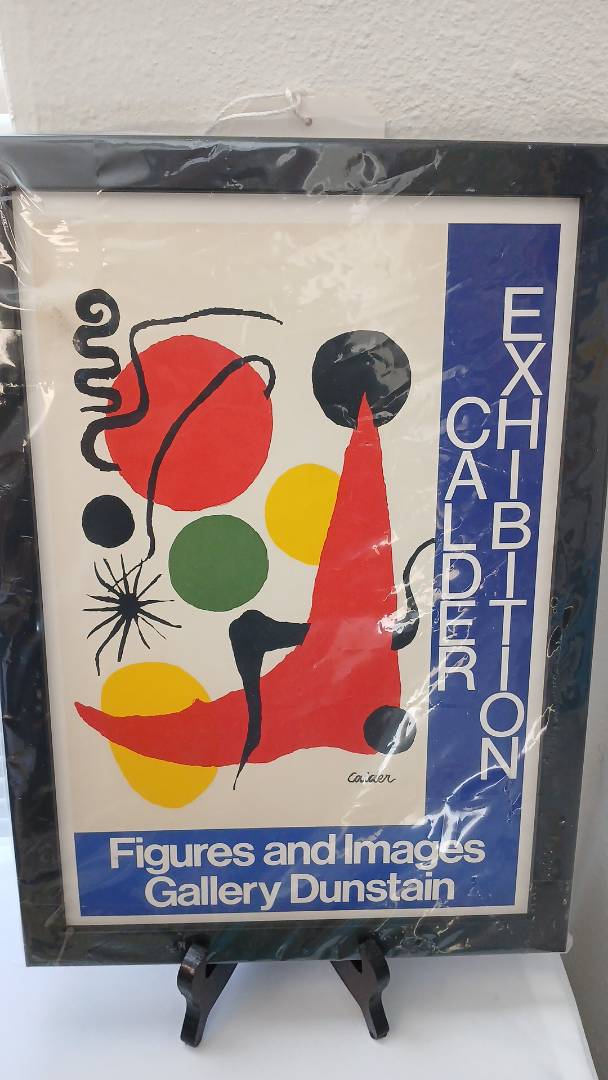 EXHIBITION
CALDER
Calder
Figures and Images
Gallery Dunstain